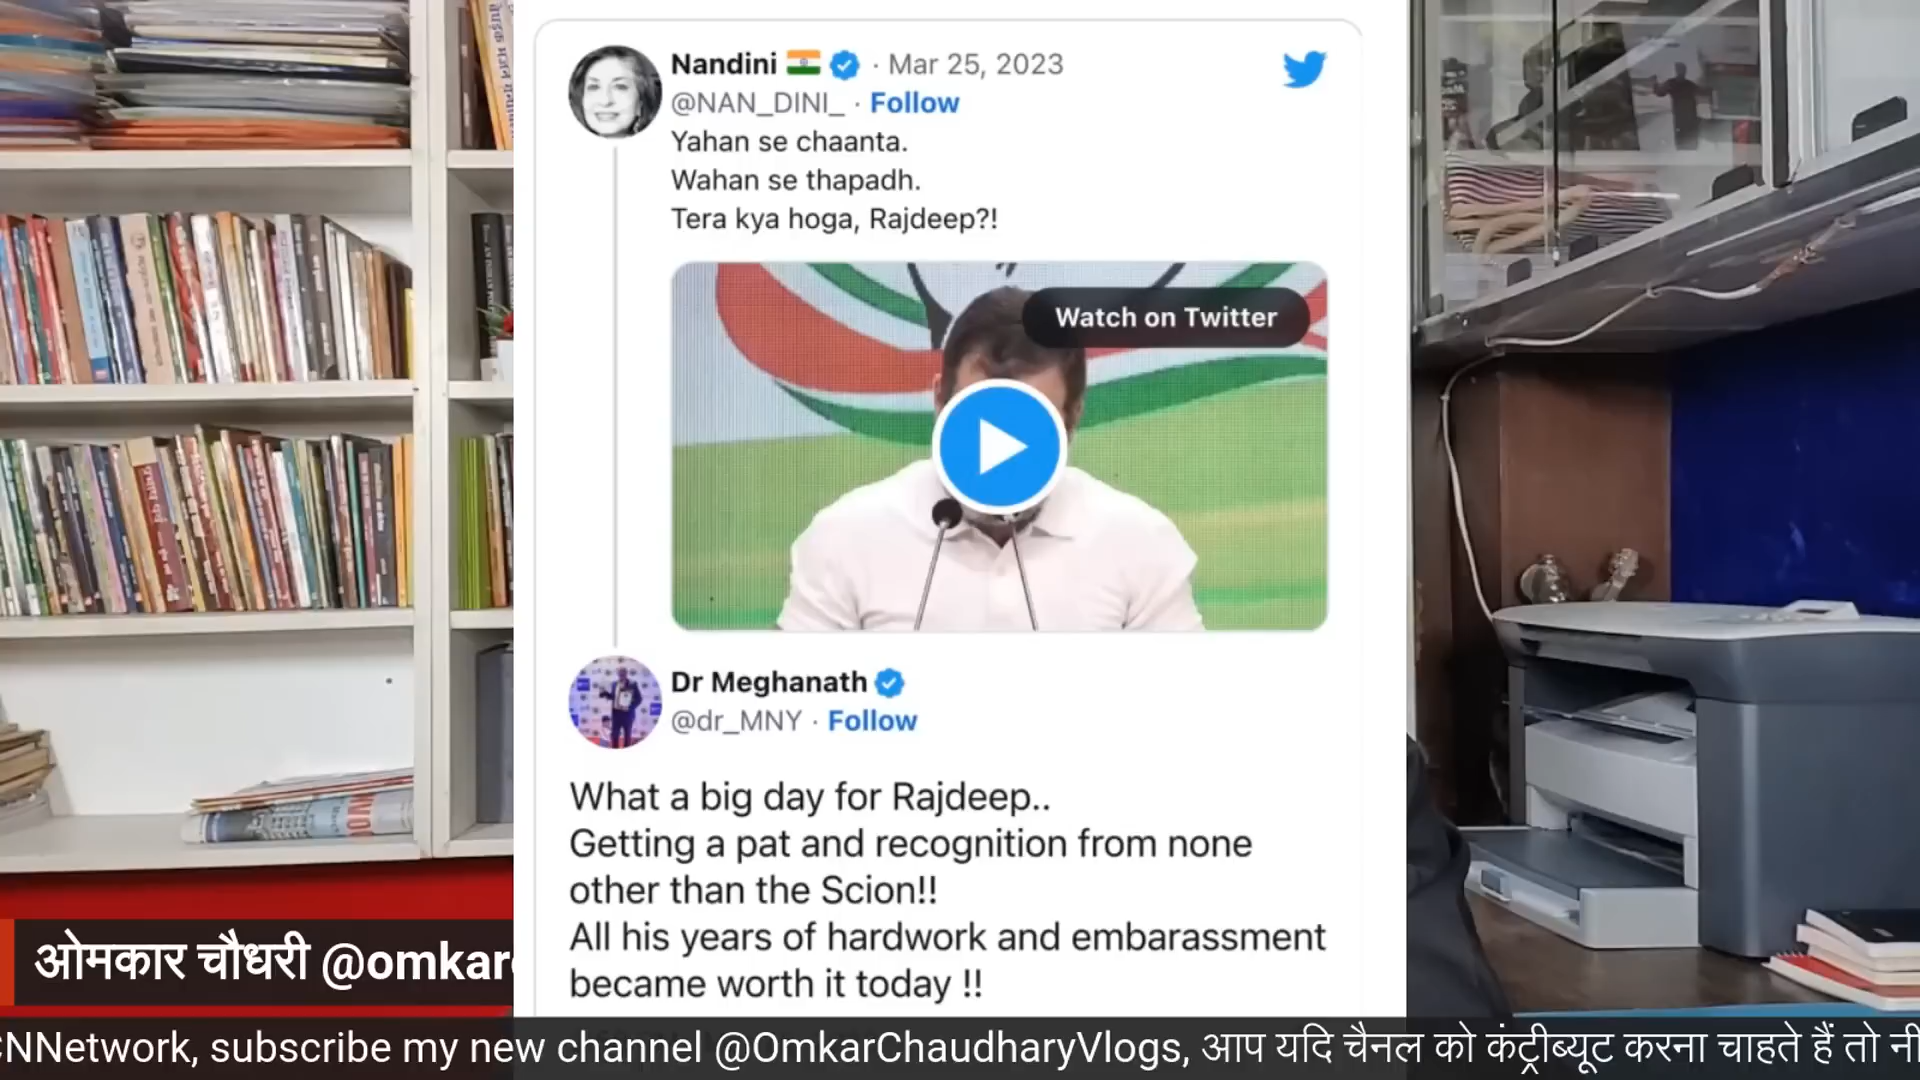 Nandini 🇮🇳 · Mar 25, 2023
@NAN_DINI_ · Follow
Yahan se chaanta.
Wahan se thapadh.
Tera kya hoga, Rajdeep?!
Watch on Twitter
Dr Meghanath
@dr_MNY · Follow
What a big day for Rajdeep..
Getting a pat and recognition from none
other than the Scion!!
All his years of hardwork and embarassment
became worth it today !!
ओमकार चौधरी @omkar
CNNetwork, subscribe my new channel @OmkarChaudharyVlogs, आप यदि चैनल को कंट्रीब्यूट करना चाहते हैं तो नी